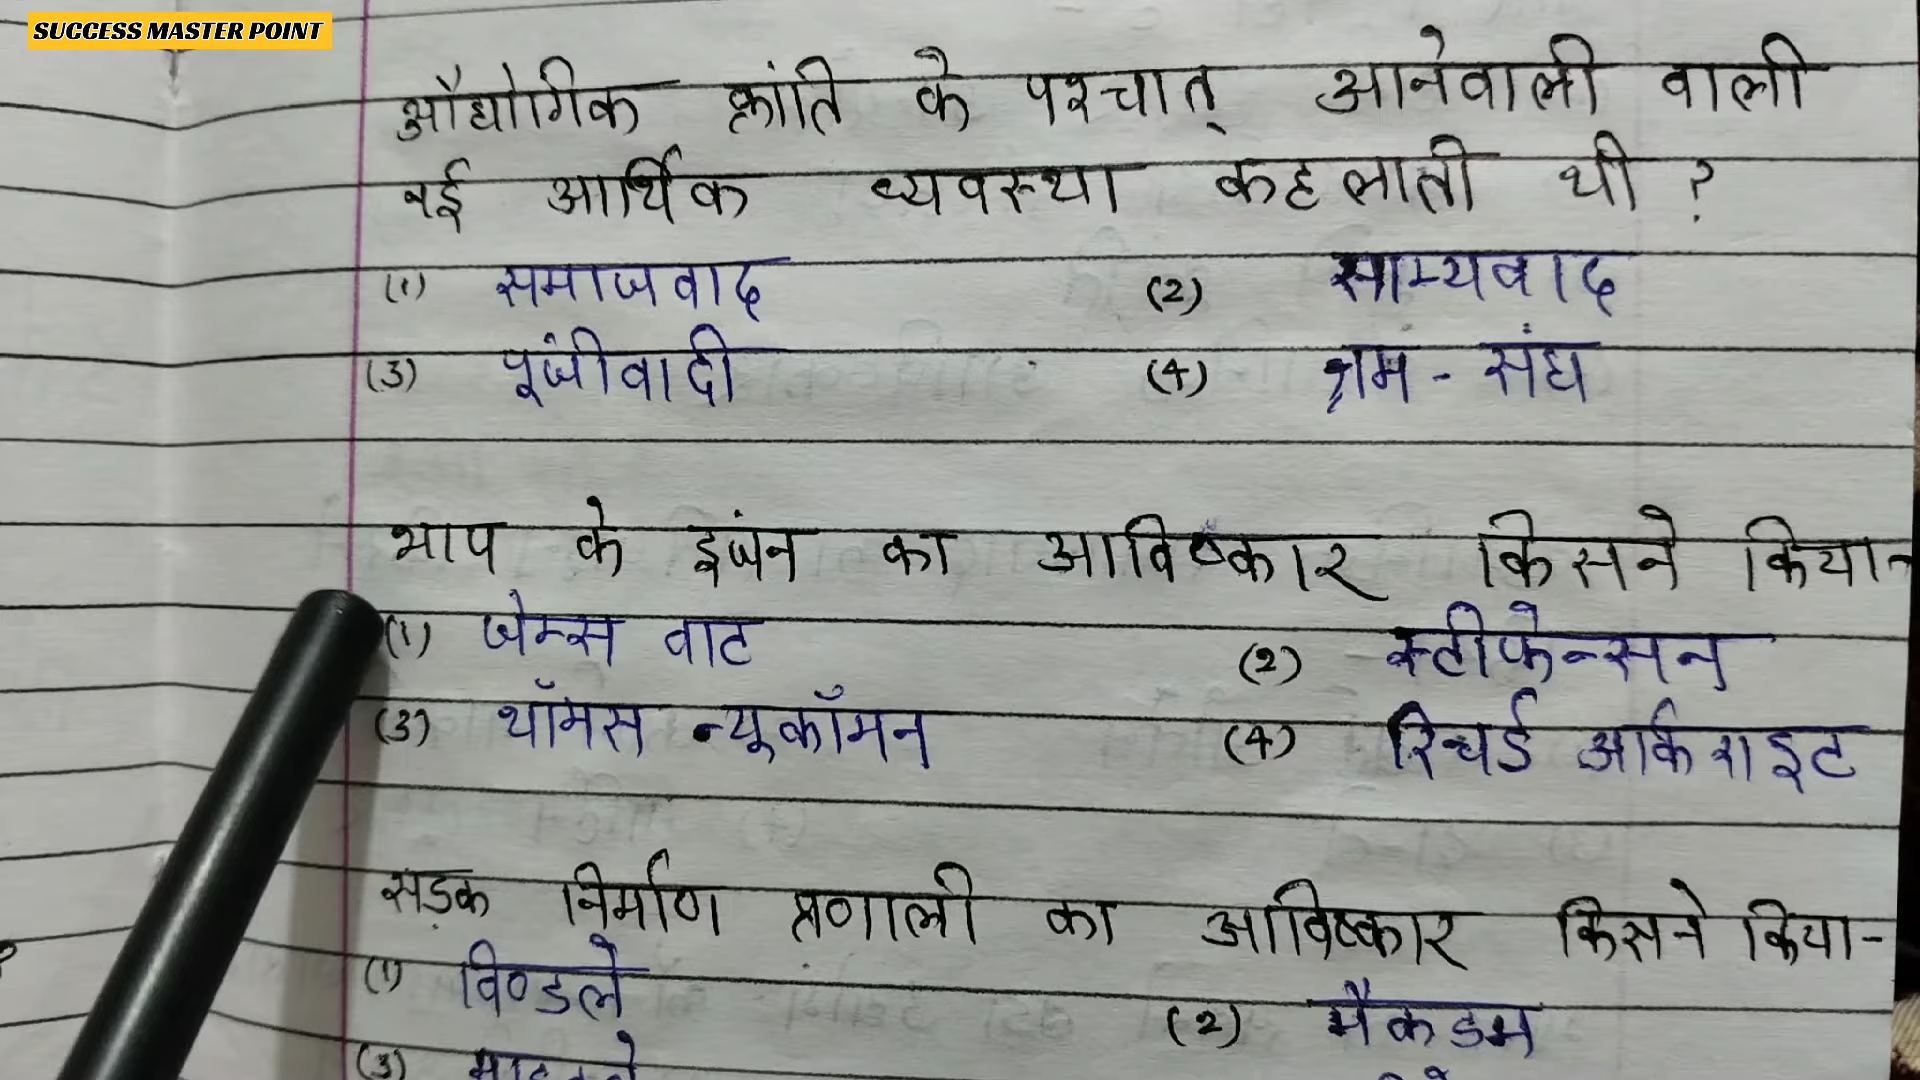 SUCCESS MASTER POINT
औद्योगिक क्रांति के पश्चात् आनेवाली वाली
नई आर्थिक व्यवस्था कहलाती थी ?
(1) समाजवाद (2) साम्यवाद
(3) पूंजीवादी (4) श्रम - संघ
भाप के इंजन का आविष्कार किसने किया-
(1) जेम्स वाट (2) स्टीफेन्सन
(3) थॉमस न्यूकॉमन (4) रिचर्ड आर्कराइट
सड़क निर्माण प्रणाली का आविष्कार किसने किया-
(1) विण्डले (2) मैकडम
(3)